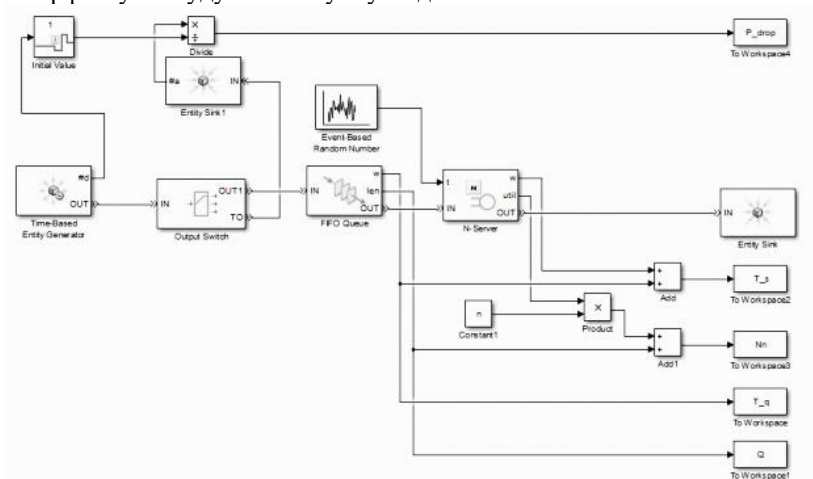 1
Initial Value
×
÷
Divide
P_drop
To Workspace4
#a
IN
Entity Sink1
Event-Based
Random Number
#d
OUT
Time-Based
Entity Generator
IN
OUT1
TO
Output Switch
IN
w
len
OUT
FIFO Queue
t
IN
N
w
util
OUT
N-Server
IN
Entity Sink
+
+
Add
T_s
To Workspace2
n
Constant1
×
Product
+
+
Add1
Nn
To Workspace3
T_q
To Workspace
Q
To Workspace1